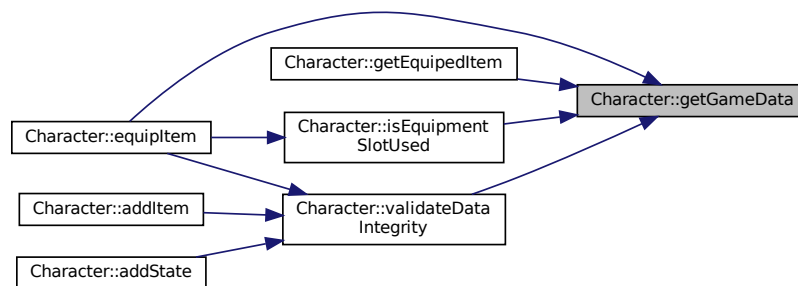 Character::getEquipedItem
Character::getGameData
Character::isEquipment
SlotUsed
Character::equipItem
Character::validateData
Integrity
Character::addItem
Character::addState